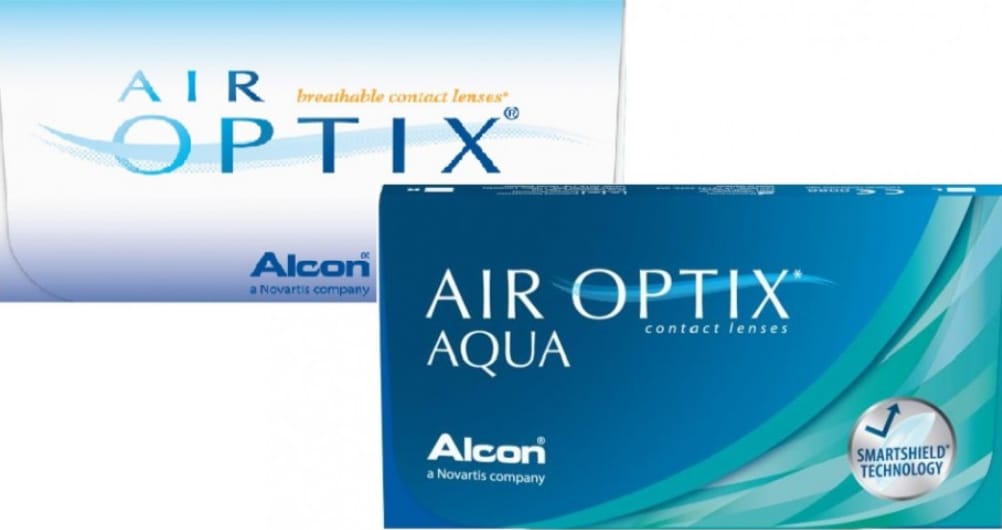 AIR
breathable contact lenses*
OPTIX®
Alcon®
a Novartis company
AIR OPTIX*
contact lenses
AQUA
Alcon®
a Novartis company
SMARTSHIELD*
TECHNOLOGY